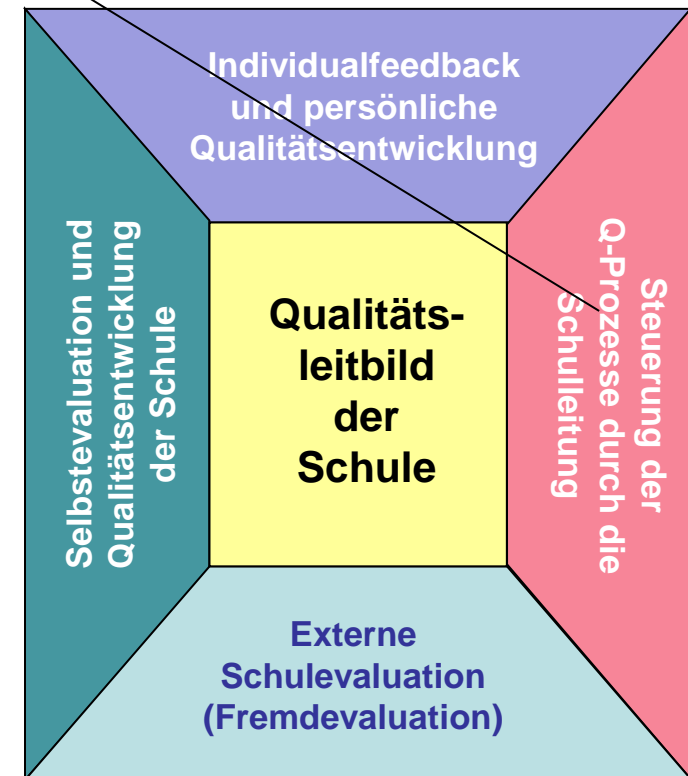 Individualfeedback
und persönliche
Qualitätsentwicklung
Selbstevaluation und
Qualitätsentwicklung
der Schule
Qualitäts-
leitbild
der
Schule
Steuerung der
Q-Prozesse durch die
Schulleitung
Externe
Schulevaluation
(Fremdevaluation)